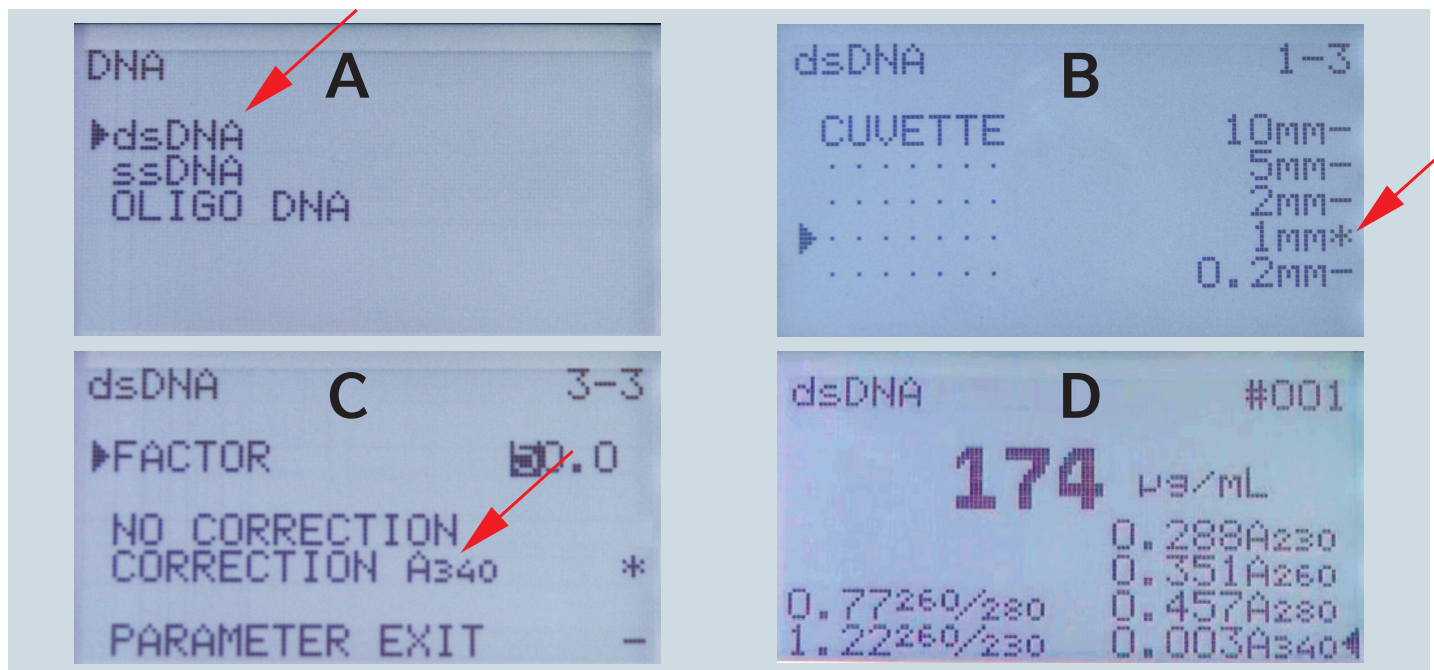 A
DNA
dsDNA
ssDNA
OLIGO DNA
B
dsDNA 1-3
CUVETTE 10mm-
. . . . . . . 5mm-
. . . . . . . 2mm-
. . . . . . . 1mm*
. . . . . . . 0.2mm-
C
dsDNA 3-3
FACTOR 50.0
NO CORRECTION
CORRECTION A340 *
PARAMETER EXIT -
D
dsDNA #001
174 µg/mL
0.288A230
0.351A260
0.77260/280 0.457A280
1.22260/230 0.003A340